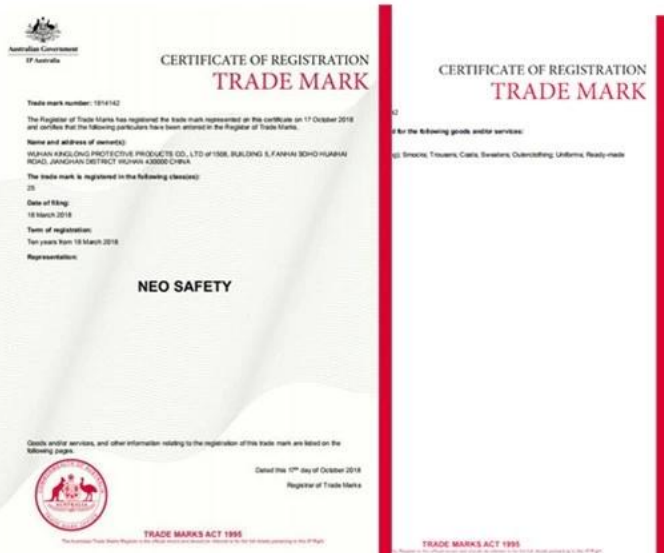 Australian Government
IP Australia
CERTIFICATE OF REGISTRATION
TRADE MARK
Trade mark number: 1914142
The Registrar of Trade Marks has registered the trade mark represented on this certificate on 17 October 2018
and certifies that the following particulars have been entered in the Register of Trade Marks.
Name and address of owner(s):
WUHAN KINGLONG PROTECTIVE PRODUCTS CO., LTD of 1508, BUILDING 5, FANHAI SOHO HUAIHAI
ROAD, JIANGHAN DISTRICT WUHAN 430000 CHINA
The trade mark is registered in the following class(es):
25
Date of filing:
18 March 2018
Term of registration:
Ten years from 18 March 2018
Representation:
NEO SAFETY
Goods and/or services, and other information relating to the registration of this trade mark are listed on the
following pages.
Dated this 17th day of October 2018
Registrar of Trade Marks
AUSTRALIA
TRADE MARKS ACT 1995
CERTIFICATE OF REGISTRATION
TRADE MARK
d for the following goods and/or services:
Smocks; Trousers; Coats; Sweaters; Outerclothing; Uniforms; Ready-made
TRADE MARKS ACT 1995